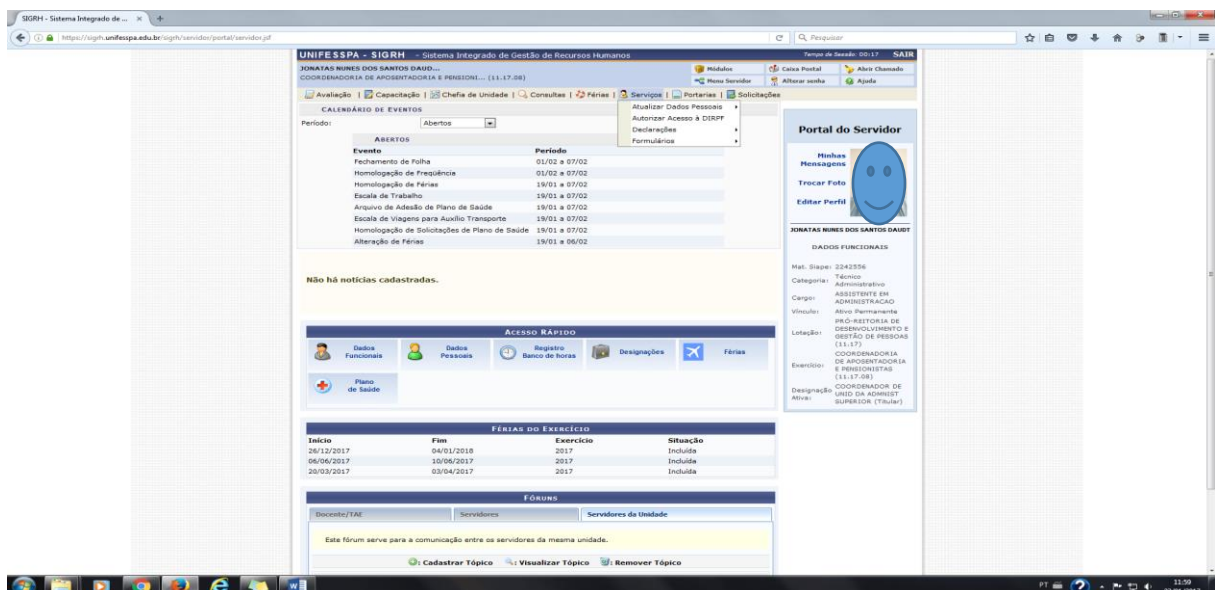 SIGRH - Sistema Integrado de ...
https://sigrh.unifesspa.edu.br/sigrh/servidor/portal/servidor.jsf
Pesquisar
UNIFESSPA - SIGRH - Sistema Integrado de Gestão de Recursos Humanos
Tempo de Sessão: 00:17 SAIR
JONATAS NUNES DOS SANTOS DAUD...
COORDENADORIA DE APOSENTADORIA E PENSIONI... (11.17.08)
Módulos Caixa Postal Abrir Chamado
Menu Servidor Alterar senha Ajuda
Avaliação | Capacitação | Chefia de Unidade | Consultas | Férias | Serviços | Portarias | Solicitações
Atualizar Dados Pessoais
Autorizar Acesso à DIRPF
Declarações
Formulários
CALENDÁRIO DE EVENTOS
Período: Abertos
ABERTOS
Evento Período
Fechamento de Folha 01/02 a 07/02
Homologação de Freqüência 01/02 a 07/02
Homologação de Férias 19/01 a 07/02
Escala de Trabalho 19/01 a 07/02
Arquivo de Adesão de Plano de Saúde 19/01 a 07/02
Escala de Viagens para Auxílio Transporte 19/01 a 07/02
Homologação de Solicitações de Plano de Saúde 19/01 a 07/02
Alteração de Férias 19/01 a 06/02
Não há notícias cadastradas.
ACESSO RÁPIDO
Dados Funcionais
Dados Pessoais
Registro Banco de horas
Designações
Férias
Plano de Saúde
FÉRIAS DO EXERCÍCIO
Início Fim Exercício Situação
26/12/2017 04/01/2018 2017 Incluída
06/06/2017 10/06/2017 2017 Incluída
20/03/2017 03/04/2017 2017 Incluída
FÓRUNS
Docente/TAE Servidores Servidores da Unidade
Este fórum serve para a comunicação entre os servidores da mesma unidade.
: Cadastrar Tópico : Visualizar Tópico : Remover Tópico
Portal do Servidor
Minhas
Mensagens
Trocar Foto
Editar Perfil
JONATAS NUNES DOS SANTOS DAUDT
DADOS FUNCIONAIS
Mat. Siape: 2242556
Categoria: Técnico
Administrativo
Cargo: ASSISTENTE EM
ADMINISTRACAO
Vínculo: Ativo Permanente
Lotação: PRÓ-REITORIA DE
DESENVOLVIMENTO E
GESTÃO DE PESSOAS
(11.17)
Exercício: COORDENADORIA
DE APOSENTADORIA
E PENSIONISTAS
(11.17.08)
Designação Ativa: COORDENADOR DE
UNID DA ADMNIST
SUPERIOR (Titular)
PT
11:59